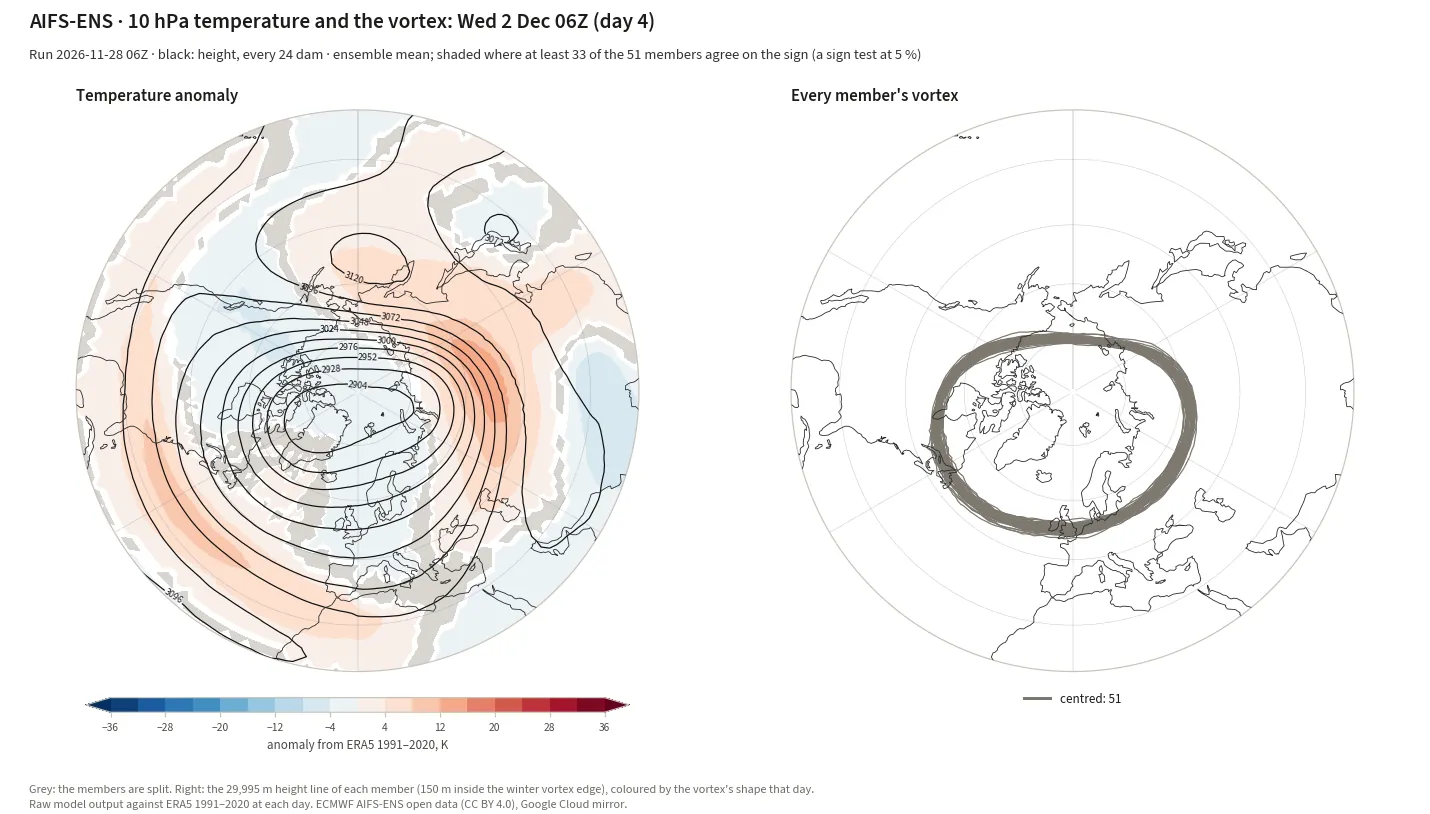 AIFS-ENS · 10 hPa temperature and the vortex: Wed 2 Dec 06Z (day 4)
Run 2026-11-28 06Z · black: height, every 24 dam · ensemble mean; shaded where at least 33 of the 51 members agree on the sign (a sign test at 5 %)
Temperature anomaly
Every member's vortex
3072
3120
3096
3072
3048
3024
3000
2976
2952
2928
2904
3096
centred: 51
−36 −28 −20 −12 −4 4 12 20 28 36
anomaly from ERA5 1991–2020, K
Grey: the members are split. Right: the 29,995 m height line of each member (150 m inside the winter vortex edge), coloured by the vortex's shape that day.
Raw model output against ERA5 1991–2020 at each day. ECMWF AIFS-ENS open data (CC BY 4.0), Google Cloud mirror.